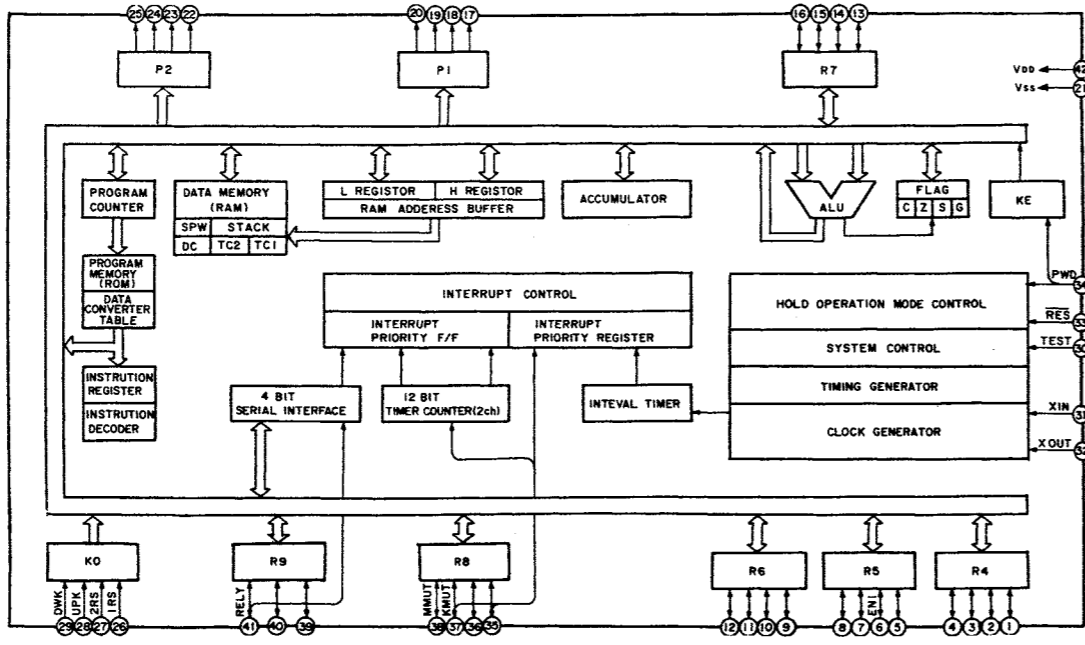 25 24 23 22
20 19 18 17
16 15 14 13
P2
P1
R7
VDD 42
VSS 21
PROGRAM
COUNTER
DATA MEMORY
(RAM)
SPW STACK
DC TC2 TC1
L REGISTOR H REGISTOR
RAM ADDERESS BUFFER
ACCUMULATOR
ALU
FLAG
C Z S G
KE
PROGRAM
MEMORY
(ROM)
DATA
CONVERTER
TABLE
INSTRUTION
REGISTER
INSTRUTION
DECODER
INTERRUPT CONTROL
INTERRUPT
PRIORITY F/F
INTERRUPT
PRIORITY REGISTER
4 BIT
SERIAL INTERFACE
12 BIT
TIMER COUNTER(2ch)
INTEVAL TIMER
HOLD OPERATION MODE CONTROL
SYSTEM CONTROL
TIMING GENERATOR
CLOCK GENERATOR
PWD 34
RES 33
TEST 30
XIN 31
XOUT 32
K0
R9
R8
R6
R5
R4
DWK
UPK
2RS
1RS
RELY
MMUT
KMUT
EN1
29 28 27 26
41 40 39
38 37 36 35
12 11 10 9
8 7 6 5
4 3 2 1